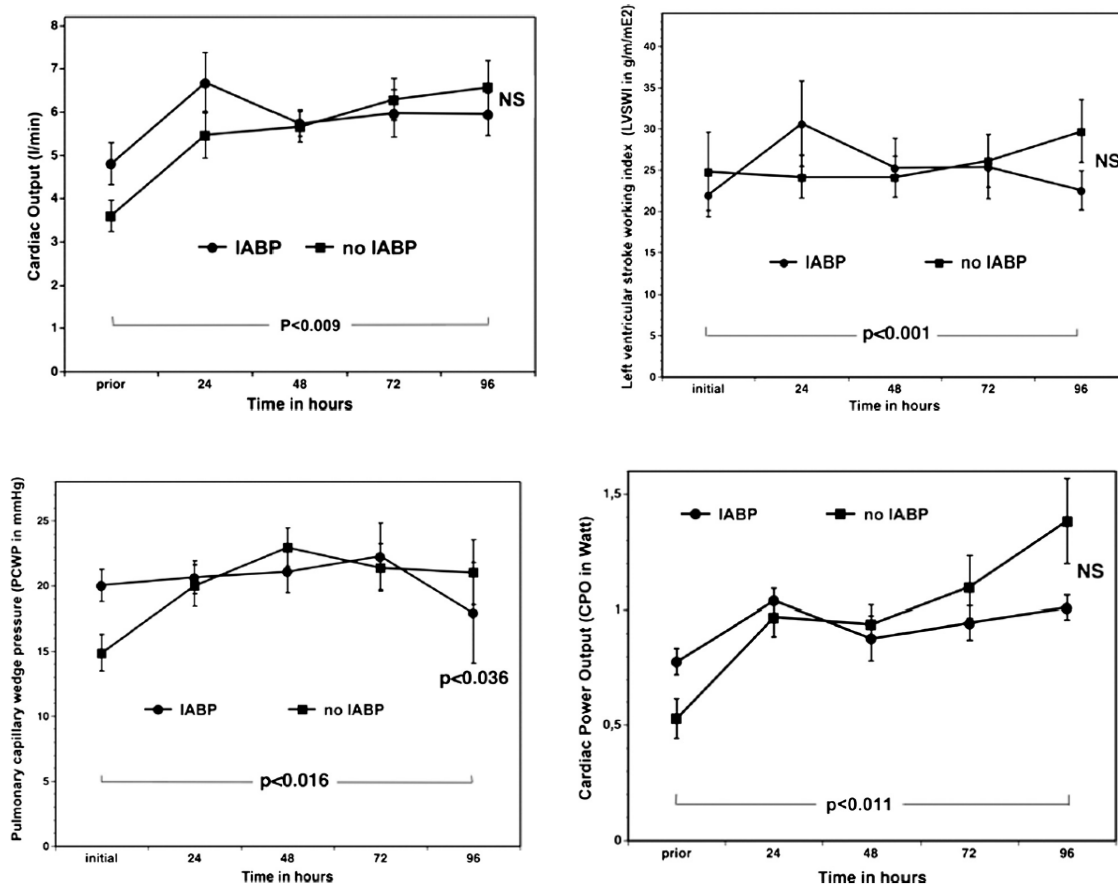 Cardiac Output (l/min)
8
7
6
5
4
3
2
1
0
NS
IABP
no IABP
P<0.009
prior
24
48
72
96
Time in hours
Left ventricular stroke working index (LVSWI in g/m/mE2)
40
35
30
25
20
15
10
5
0
NS
IABP
no IABP
p<0.001
initial
24
48
72
96
Time in hours
Pulmonary capillary wedge pressure (PCWP in mmHg)
25
20
15
10
5
0
p<0.036
IABP
no IABP
p<0.016
initial
24
48
72
96
Time in hours
Cardiac Power Output (CPO in Watt)
1,5
1
0,5
0
IABP
no IABP
NS
p<0.011
prior
24
48
72
96
Time in hours